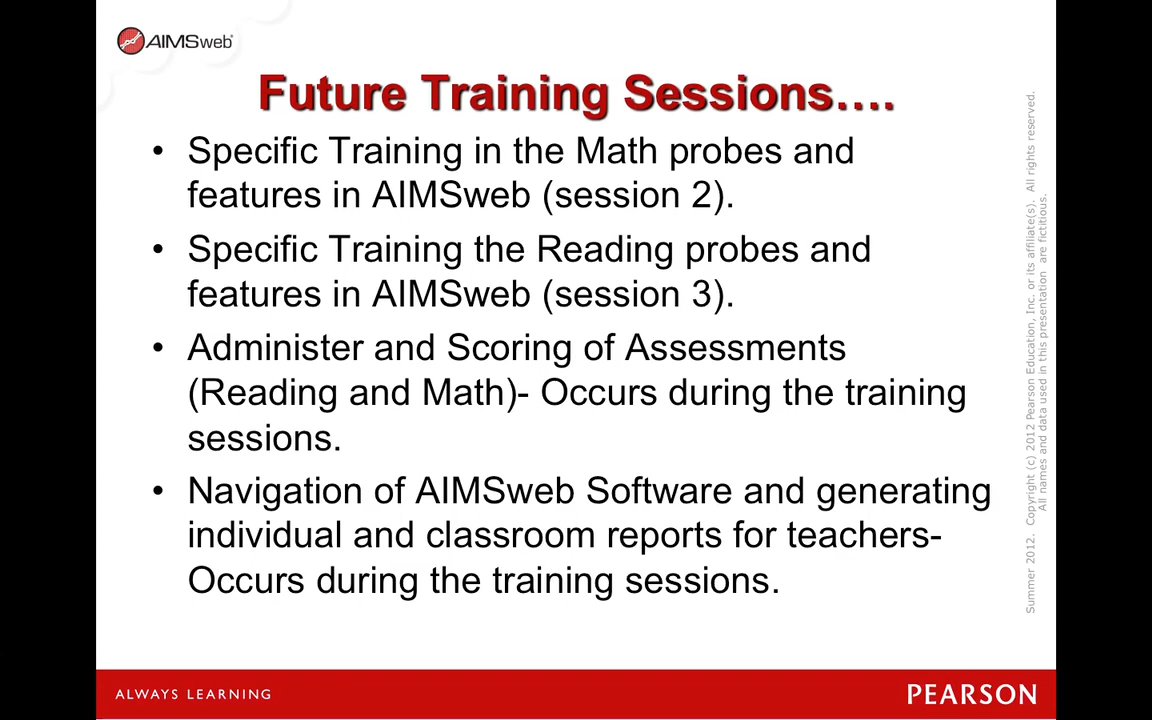 AIMSweb
Future Training Sessions….
• Specific Training in the Math probes and
features in AIMSweb (session 2).
• Specific Training the Reading probes and
features in AIMSweb (session 3).
• Administer and Scoring of Assessments
(Reading and Math)- Occurs during the training
sessions.
• Navigation of AIMSweb Software and generating
individual and classroom reports for teachers-
Occurs during the training sessions.
Summer 2012. Copyright (c) 2012 Pearson Education, Inc. or its affiliate(s). All rights reserved.
All names and data used in this presentation are fictitious.
ALWAYS LEARNING
PEARSON